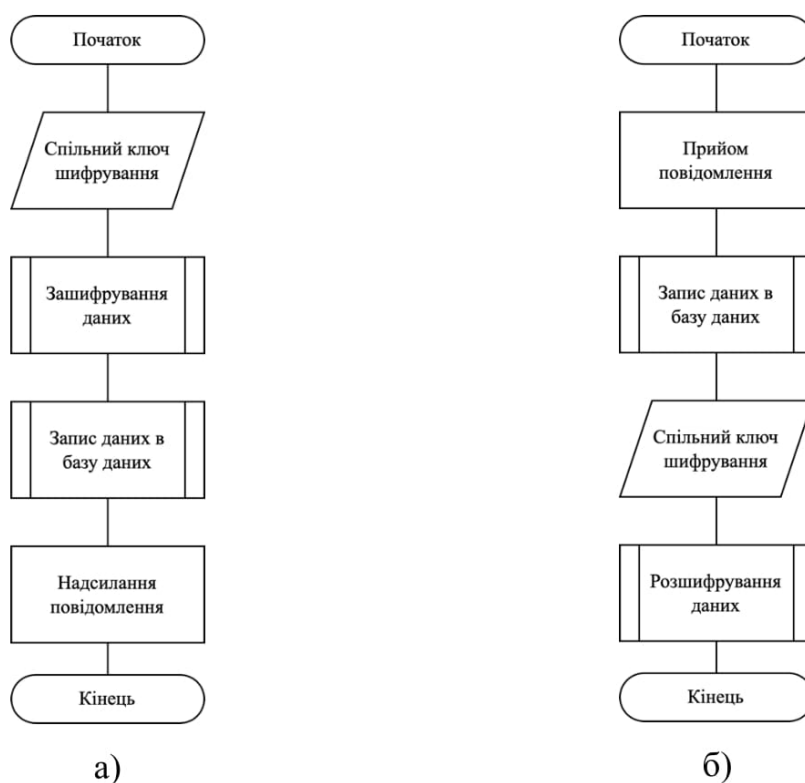 Початок
Спільний ключ
шифрування
Зашифрування
даних
Запис даних в
базу даних
Надсилання
повідомлення
Кінець
а)
Початок
Прийом
повідомлення
Запис даних в
базу даних
Спільний ключ
шифрування
Розшифрування
даних
Кінець
б)